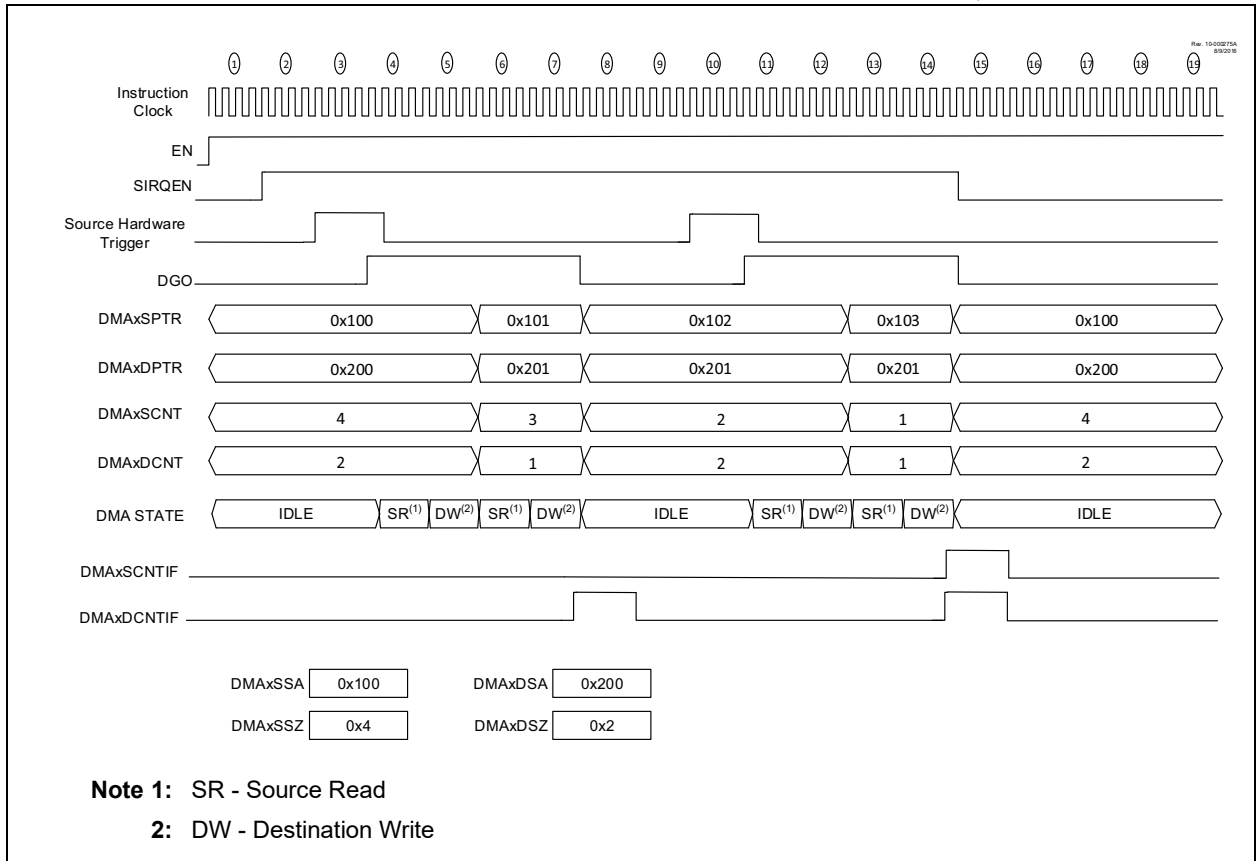 Rev. 10-000275A
8/9/2016
1 2 3 4 5 6 7 8 9 10 11 12 13 14 15 16 17 18 19
Instruction
Clock
EN
SIRQEN
Source Hardware
Trigger
DGO
DMAxSPTR 0x100 0x101 0x102 0x103 0x100
DMAxDPTR 0x200 0x201 0x201 0x201 0x200
DMAxSCNT 4 3 2 1 4
DMAxDCNT 2 1 2 1 2
DMA STATE IDLE SR(1) DW(2) SR(1) DW(2) IDLE SR(1) DW(2) SR(1) DW(2) IDLE
DMAxSCNTIF
DMAxDCNTIF
DMAxSSA 0x100 DMAxDSA 0x200
DMAxSSZ 0x4 DMAxDSZ 0x2
Note 1: SR - Source Read
2: DW - Destination Write